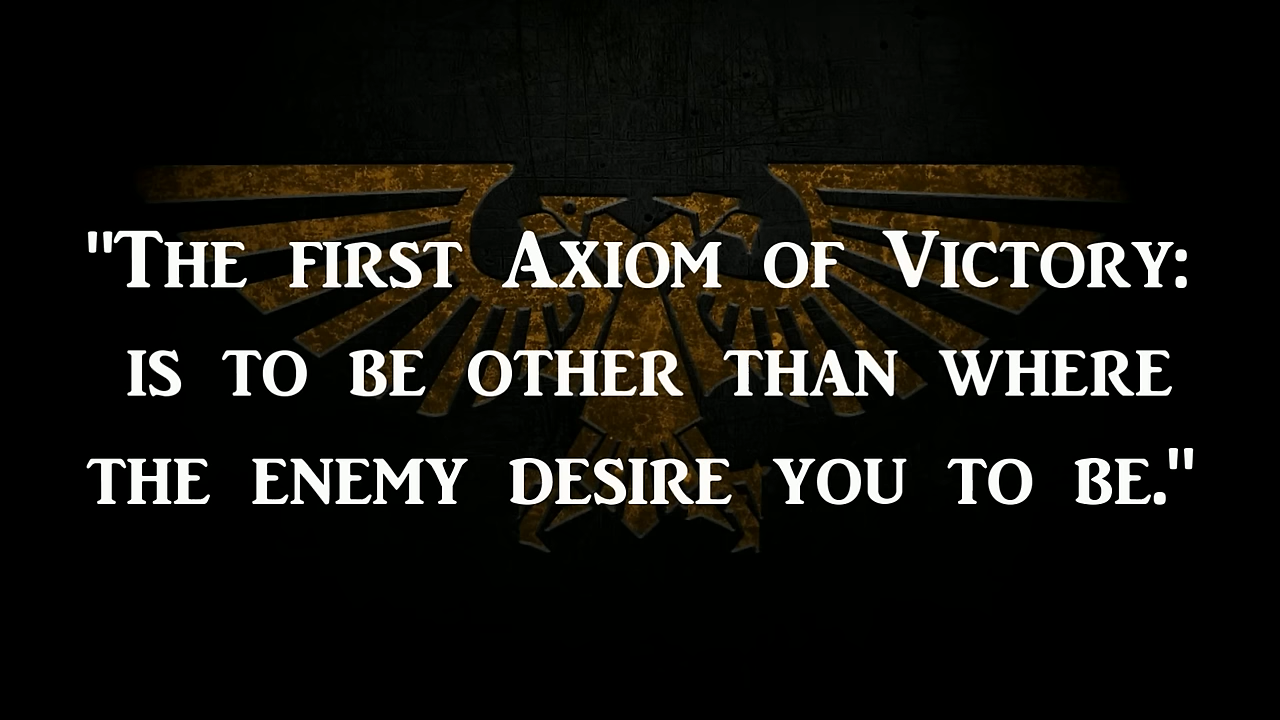 "The first Axiom of Victory:
is to be other than where
the enemy desire you to be."